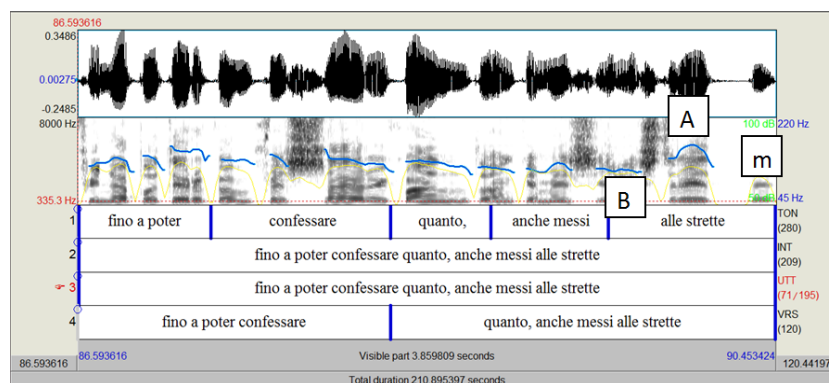 86.593616
0.3486
0.00275
-0.2485
8000 Hz
A
100 dB 220 Hz
m
335.3 Hz
B
50 dB 45 Hz
1 fino a poter confessare quanto, anche messi alle strette TON
(280)
2 fino a poter confessare quanto, anche messi alle strette INT
(209)
3 fino a poter confessare quanto, anche messi alle strette UTT
(71/195)
4 fino a poter confessare quanto, anche messi alle strette VRS
(120)
86.593616 86.593616 Visible part 3.859809 seconds 90.453424 120.44197
Total duration 210.895397 seconds